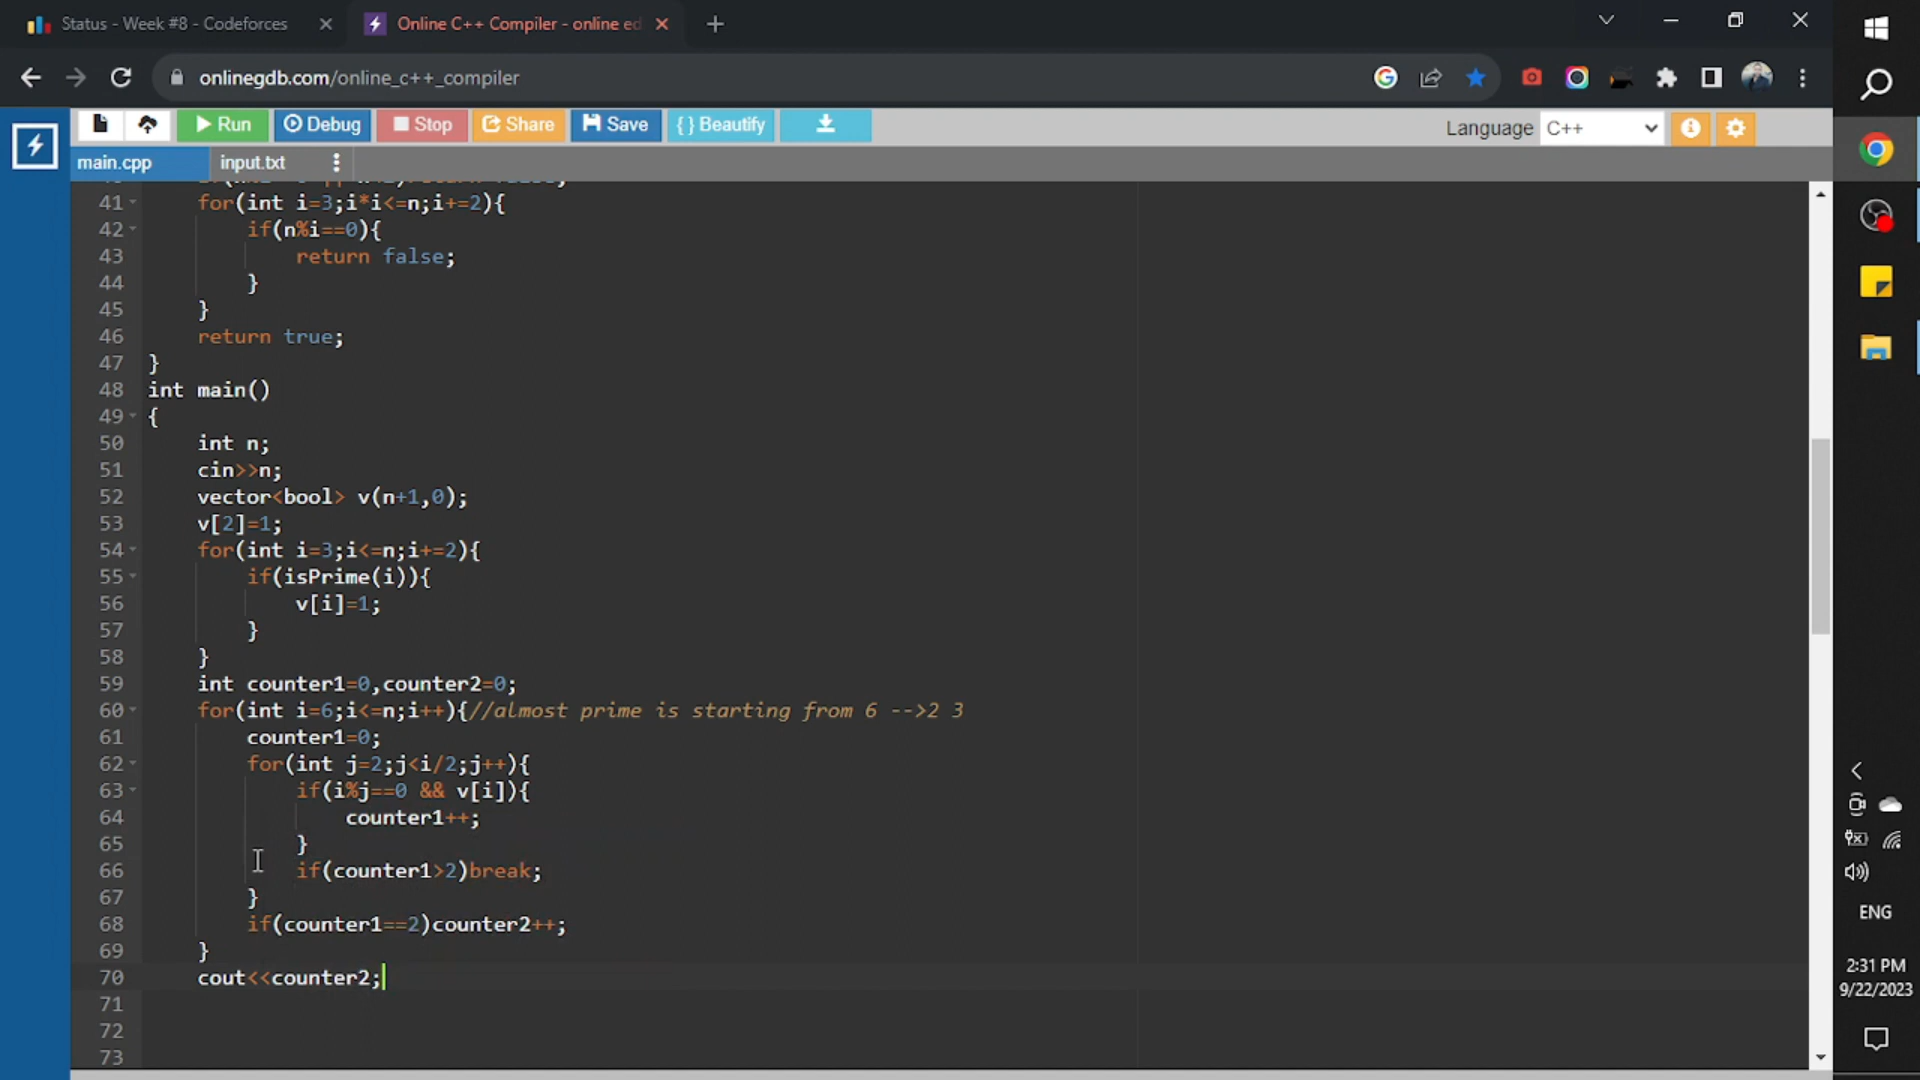 Status - Week #8 - Codeforces
Online C++ Compiler - online ed
onlinegdb.com/online_c++_compiler
Run
Debug
Stop
Share
Save
{ } Beautify
Language
C++
main.cpp
input.txt
41 for(int i=3;i*i<=n;i+=2){
42 if(n%i==0){
43 return false;
44 }
45 }
46 return true;
47 }
48 int main()
49 {
50 int n;
51 cin>>n;
52 vector<bool> v(n+1,0);
53 v[2]=1;
54 for(int i=3;i<=n;i+=2){
55 if(isPrime(i)){
56 v[i]=1;
57 }
58 }
59 int counter1=0,counter2=0;
60 for(int i=6;i<=n;i++){//almost prime is starting from 6 -->2 3
61 counter1=0;
62 for(int j=2;j<i/2;j++){
63 if(i%j==0 && v[i]){
64 counter1++;
65 }
66 if(counter1>2)break;
67 }
68 if(counter1==2)counter2++;
69 }
70 cout<<counter2;
71
72
73
ENG
2:31 PM
9/22/2023